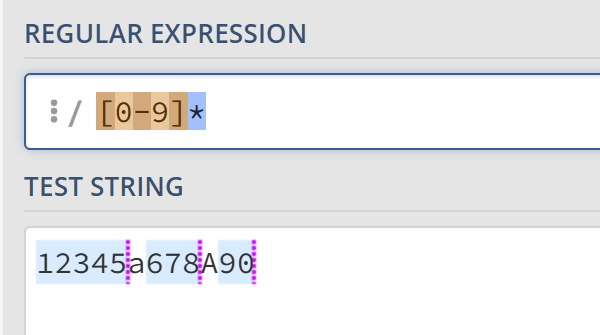 REGULAR EXPRESSION
⋮ / [0-9]*
TEST STRING
12345a678A90